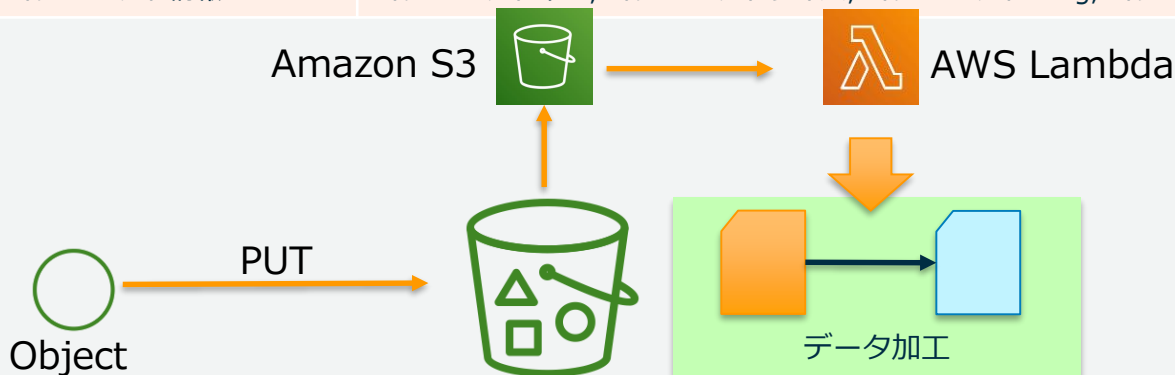 Amazon S3
AWS Lambda
PUT
Object
データ加工